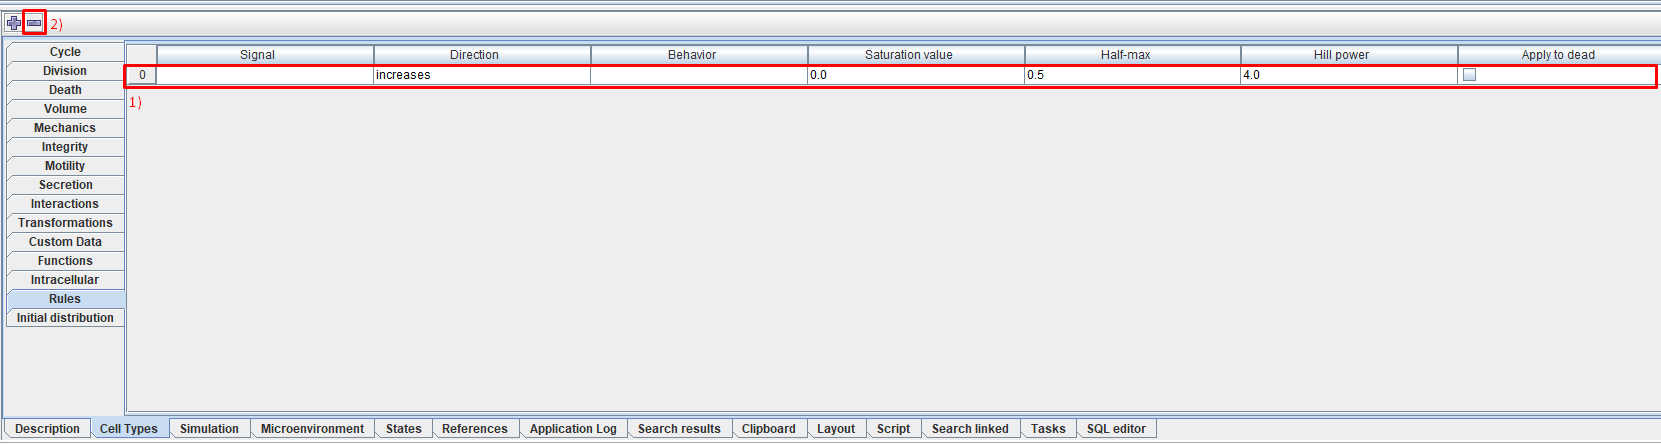 2)
Cycle
Division
Death
Volume
Mechanics
Integrity
Motility
Secretion
Interactions
Transformations
Custom Data
Functions
Intracellular
Rules
Initial distribution
Signal Direction Behavior Saturation value Half-max Hill power Apply to dead
0 increases 0.0 0.5 4.0
1)
Description Cell Types Simulation Microenvironment States References Application Log Search results Clipboard Layout Script Search linked Tasks SQL editor